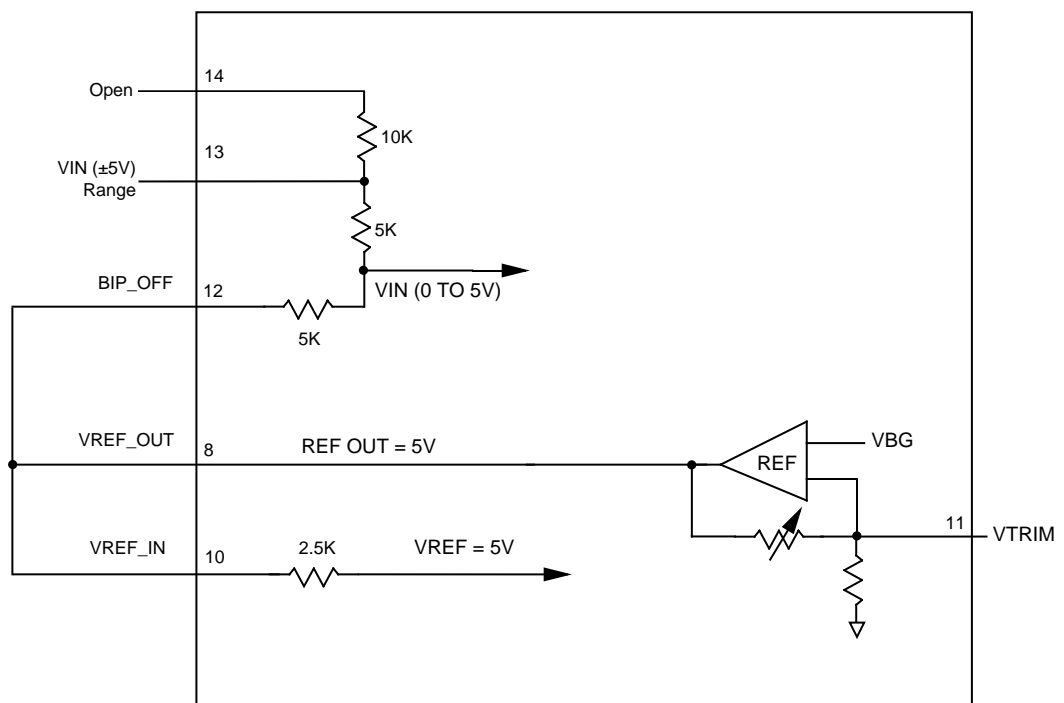 14
Open
10K
13
VIN (±5V)
Range
5K
BIP_OFF
12
VIN (0 TO 5V)
5K
VREF_OUT
8
REF OUT = 5V
REF
VBG
11
VTRIM
VREF_IN
10
2.5K
VREF = 5V